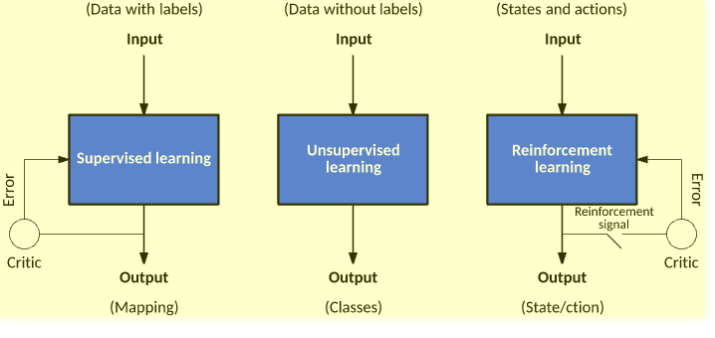 (Data with labels)
(Data without labels)
(States and actions)
Input
Input
Input
Supervised learning
Unsupervised
learning
Reinforcement
learning
Error
Error
Reinforcement
signal
Critic
Critic
Output
Output
Output
(Mapping)
(Classes)
(State/ction)